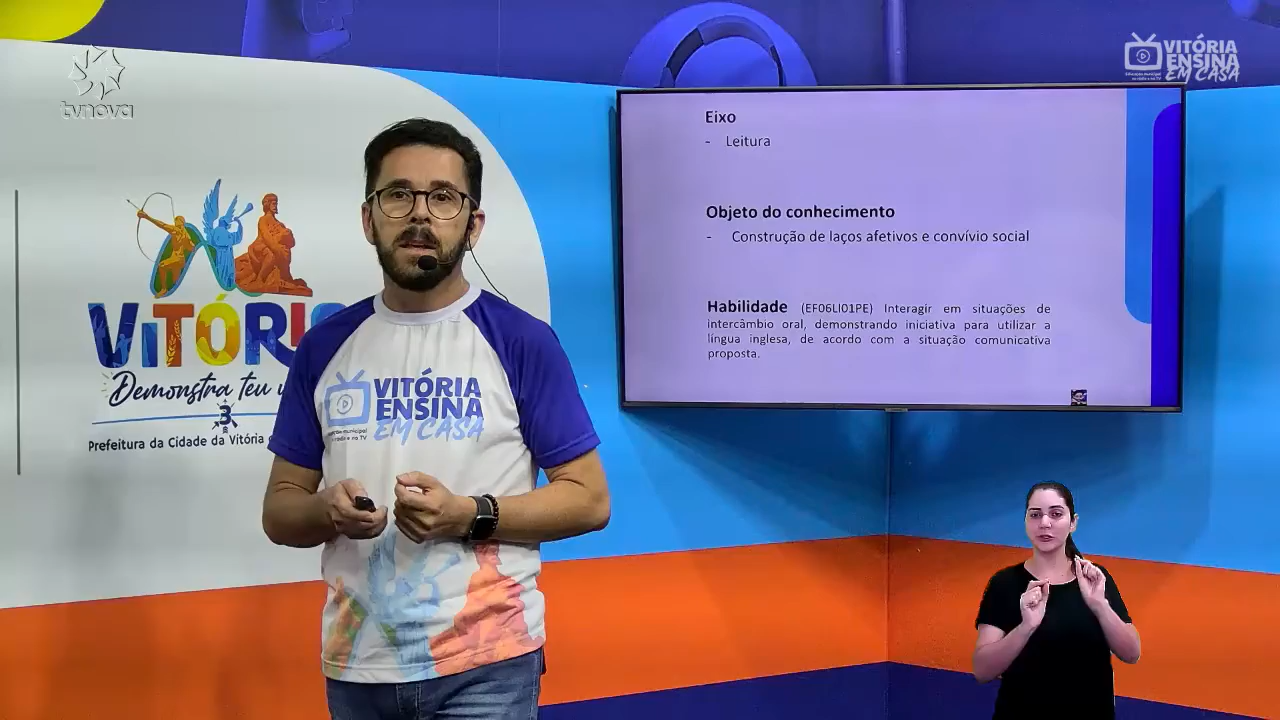 tvnova
VITÓRIA
ENSINA
EM CASA
Eixo
- Leitura
Objeto do conhecimento
- Construção de laços afetivos e convívio social
Habilidade (EF06LI01PE) Interagir em situações de
intercâmbio oral, demonstrando iniciativa para utilizar a
língua inglesa, de acordo com a situação comunicativa
proposta.
VITÓRI
Demonstra teu
Prefeitura da Cidade da Vitória
VITÓRIA
ENSINA
EM CASA